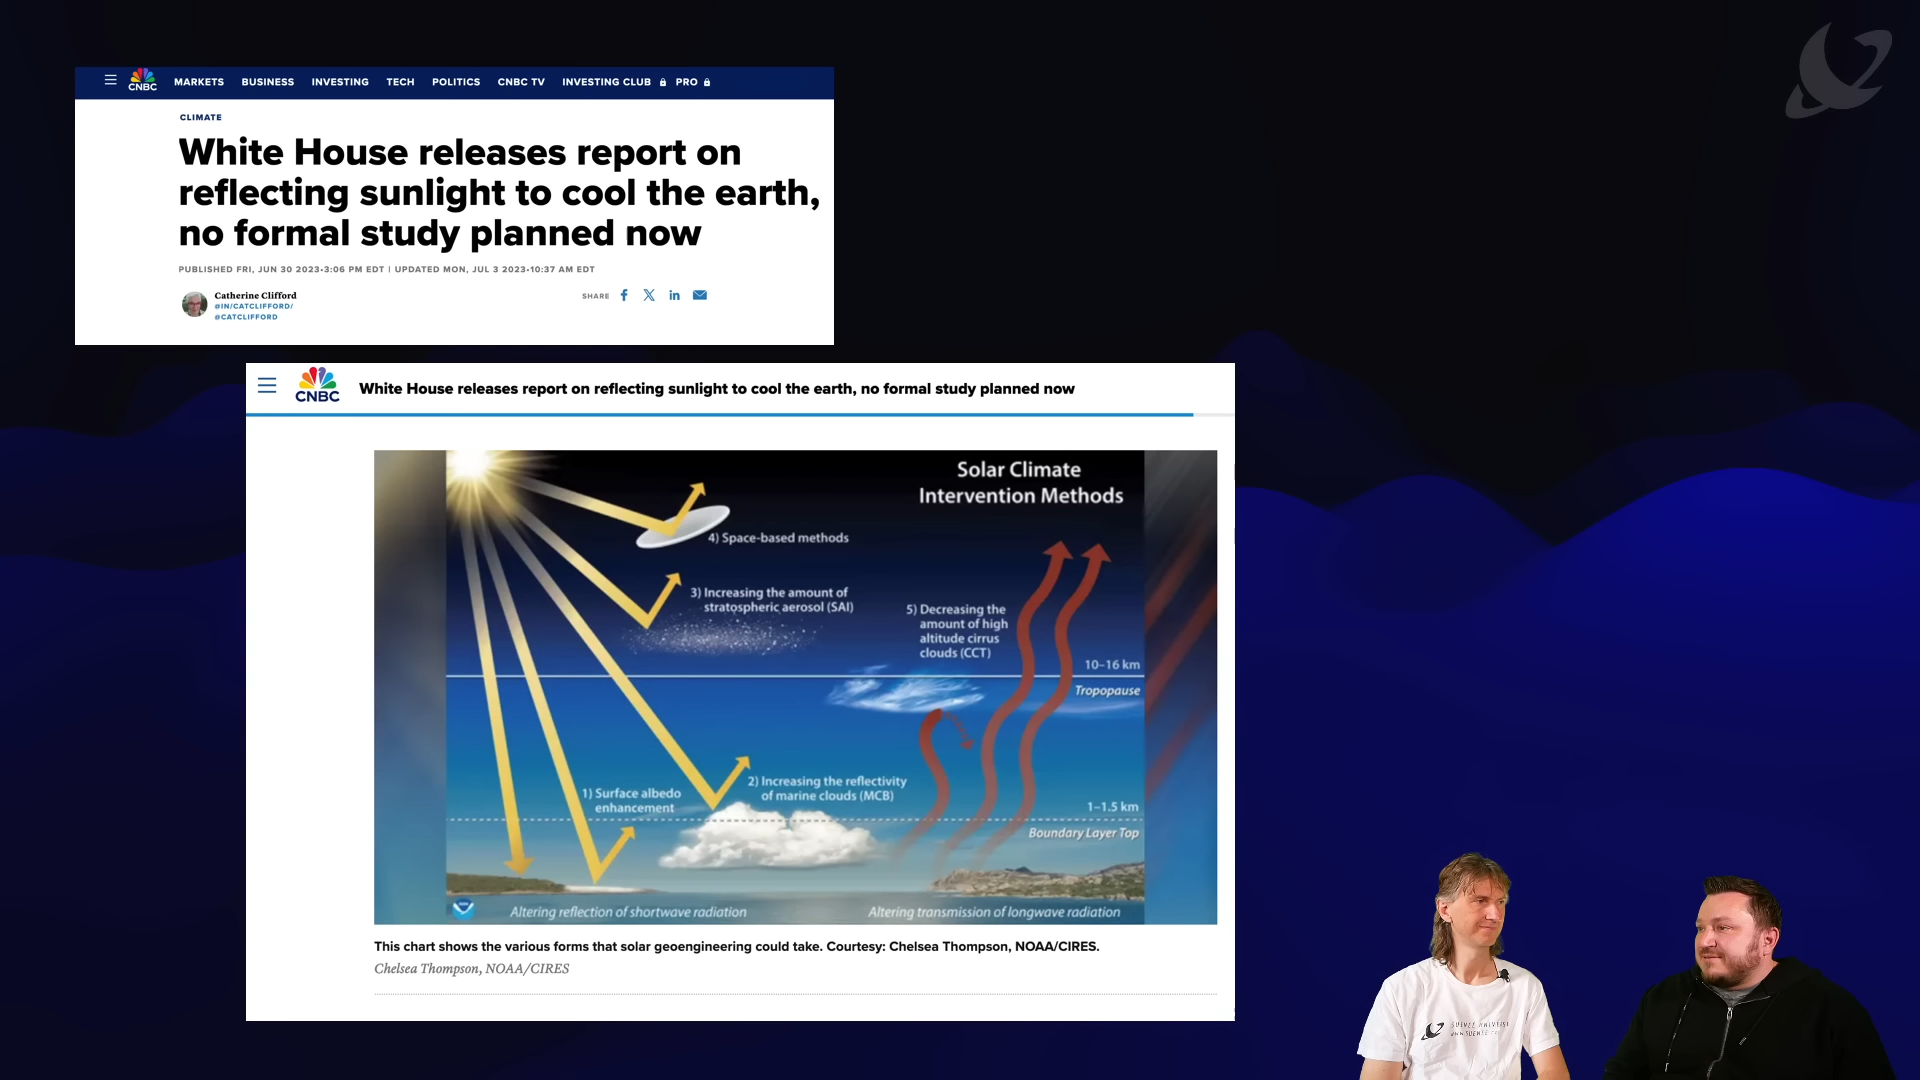 CNBC
MARKETS BUSINESS INVESTING TECH POLITICS CNBC TV INVESTING CLUB PRO
CLIMATE
White House releases report on
reflecting sunlight to cool the earth,
no formal study planned now
PUBLISHED FRI, JUN 30 2023•3:06 PM EDT | UPDATED MON, JUL 3 2023•10:37 AM EDT
Catherine Clifford
@IN/CATCLIFFORD/
@CATCLIFFORD
SHARE
CNBC
White House releases report on reflecting sunlight to cool the earth, no formal study planned now
Solar Climate
Intervention Methods
4) Space-based methods
3) Increasing the amount of
stratospheric aerosol (SAI)
5) Decreasing the
amount of high
altitude cirrus
clouds (CCT)
10–16 km
Tropopause
2) Increasing the reflectivity
of marine clouds (MCB)
1) Surface albedo
enhancement
1–1.5 km
Boundary Layer Top
Altering reflection of shortwave radiation
Altering transmission of longwave radiation
This chart shows the various forms that solar geoengineering could take. Courtesy: Chelsea Thompson, NOAA/CIRES.
Chelsea Thompson, NOAA/CIRES